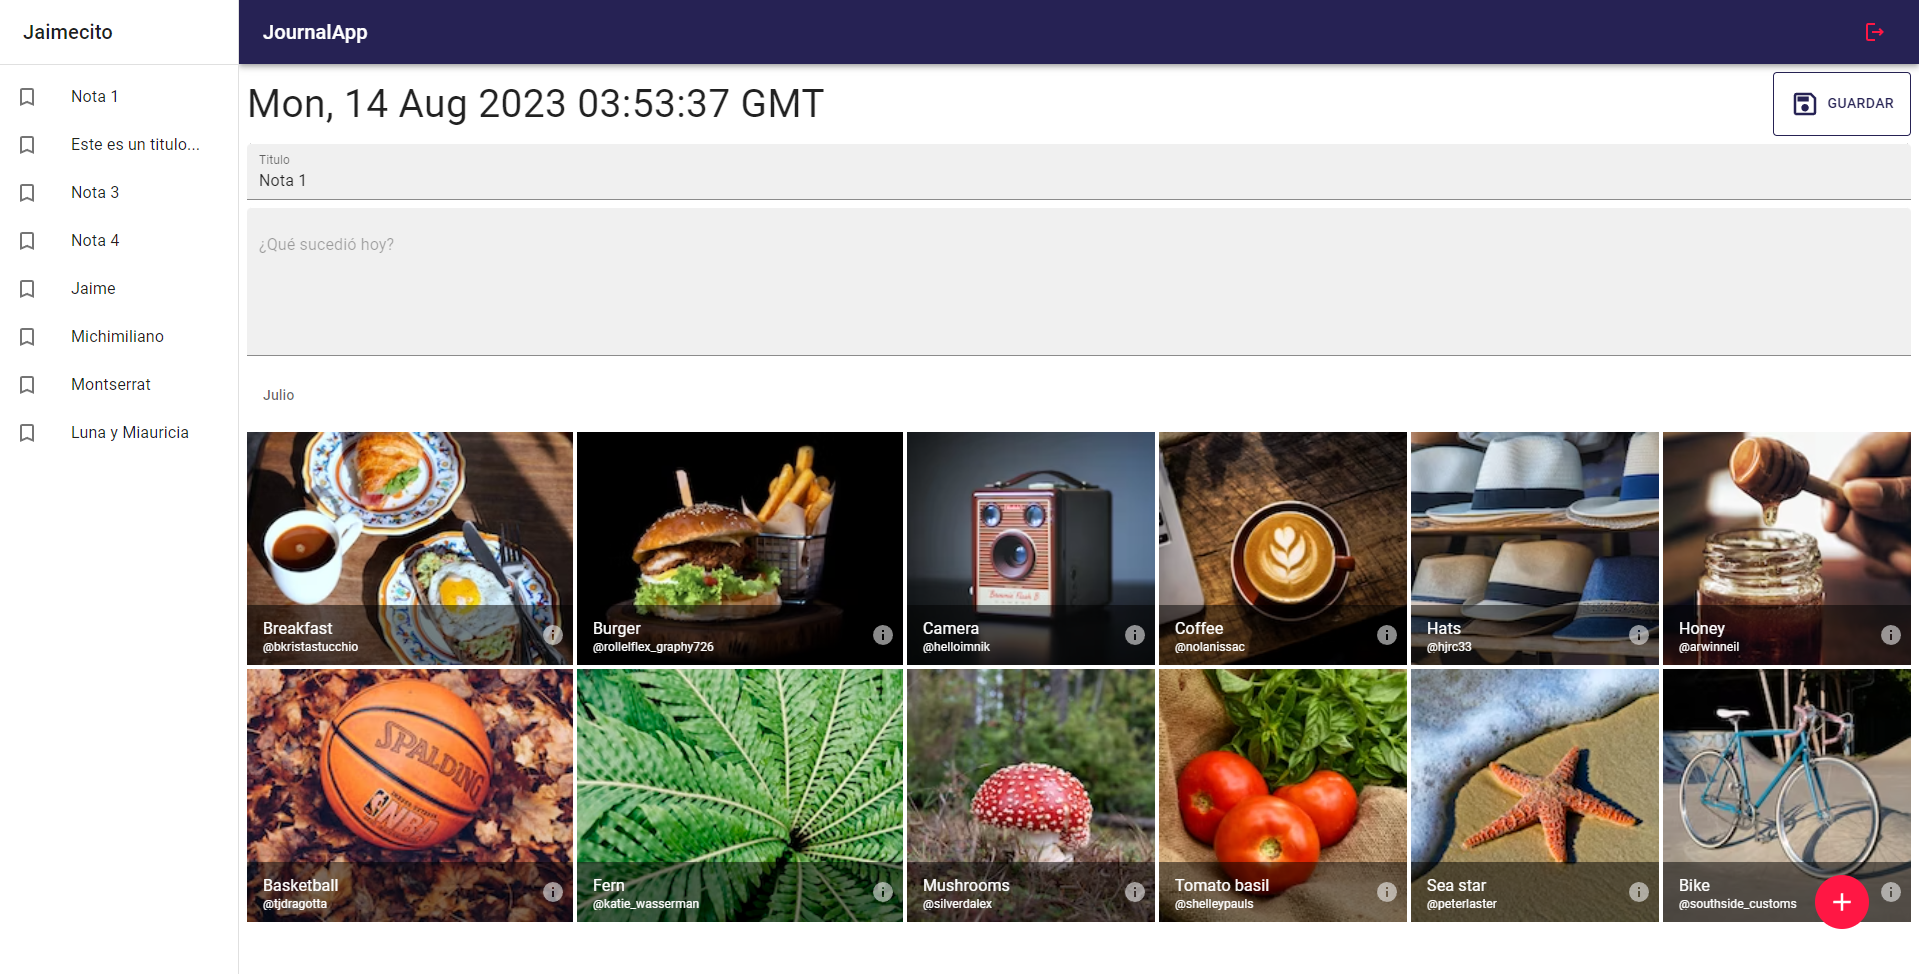 Jaimecito
JournalApp
Nota 1
Este es un titulo...
Nota 3
Nota 4
Jaime
Michimiliano
Montserrat
Luna y Miauricia
Mon, 14 Aug 2023 03:53:37 GMT
GUARDAR
Titulo
Nota 1
¿Qué sucedió hoy?
Julio
Breakfast
@bkristastucchio
Burger
@rollelflex_graphy726
Camera
@helloimnik
Coffee
@nolanissac
Hats
@hjrc33
Honey
@arwinneil
SPALDING
NBA
Basketball
@tjdragotta
Fern
@katie_wasserman
Mushrooms
@silverdalex
Tomato basil
@shelleypauls
Sea star
@peterlaster
Bike
@southside_customs